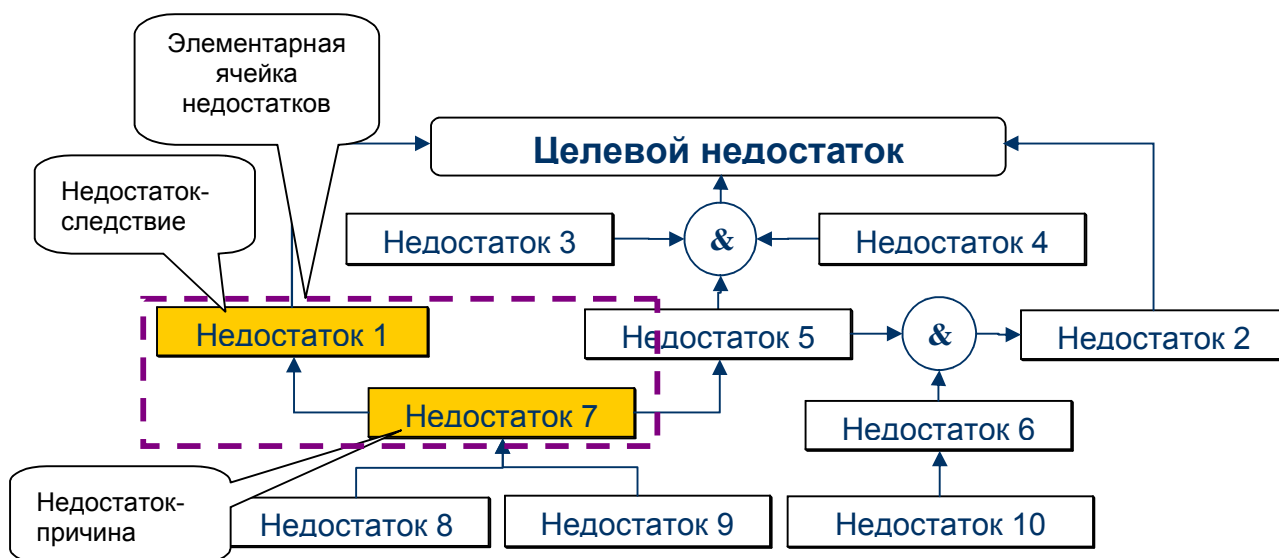 Элементарная
ячейка
недостатков
Целевой недостаток
Недостаток-
следствие
Недостаток 3
&
Недостаток 4
Недостаток 1
Недостаток 5
&
Недостаток 2
Недостаток 7
Недостаток 6
Недостаток-
причина
Недостаток 8
Недостаток 9
Недостаток 10